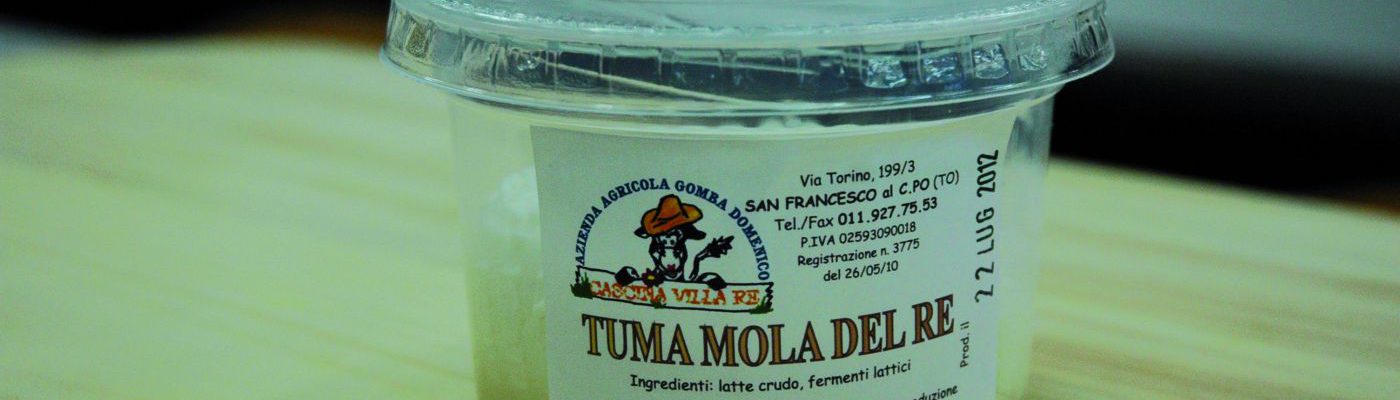 AZIENDA AGRICOLA GOMBA DOMENICO
CASCINA VILLA RE
Via Torino, 199/3
SAN FRANCESCO al C.PO (TO)
Tel./Fax 011.927.75.53
P.IVA 02593090018
Registrazione n. 3775
del 26/05/10
TUMA MOLA DEL RE
Ingredienti: latte crudo, fermenti lattici
Prod. il 22 LUG 2012